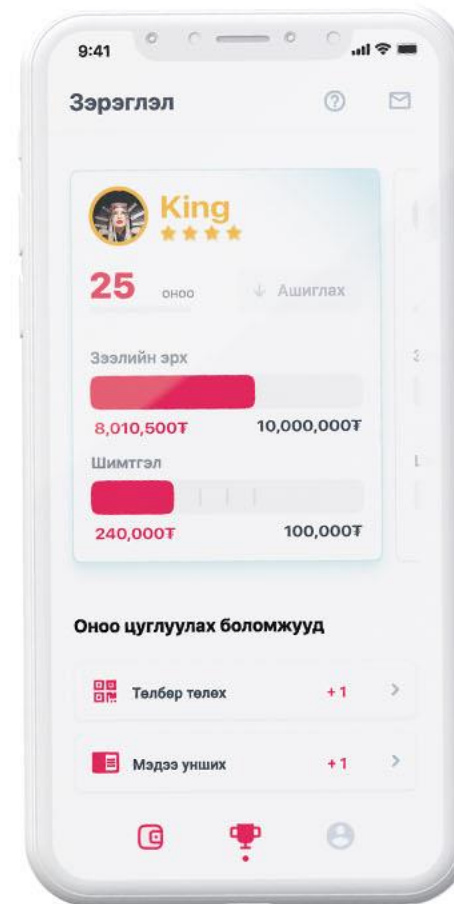 9:41
Зэрэглэл
King
25 оноо
Ашиглах
Зээлийн эрх
8,010,500₮ 10,000,000₮
Шимтгэл
240,000₮ 100,000₮
Оноо цуглуулах боломжууд
Төлбөр төлөх +1
Мэдээ унших +1